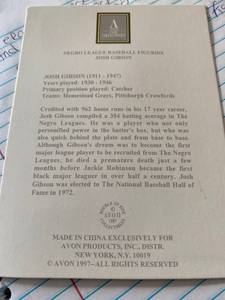 A
AVON
NEGRO LEAGUE BASEBALL FIGURINE
JOSH GIBSON
JOSH GIBSON (1911 - 1947)
Years played: 1930 - 1946
Primary position played: Catcher
Teams: Homestead Grays, Pittsburgh Crawfords
Credited with 962 home runs in his 17 year career,
Josh Gibson compiled a .384 batting average in The
Negro Leagues. He was a player who not only
personified power in the batter's box, but who was
also quick behind the plate and from base to base.
Although Gibson's dream was to become the first
major league player to be recruited from The Negro
Leagues, he died a premature death just a few
months before Jackie Robinson became the first
black major leaguer in over half a century. Josh
Gibson was elected to The National Baseball Hall of
Fame in 1972.
AVON
MADE IN CHINA EXCLUSIVELY FOR
AVON PRODUCTS, INC., DISTR.
NEW YORK, N.Y. 10019
© AVON 1997--ALL RIGHTS RESERVED